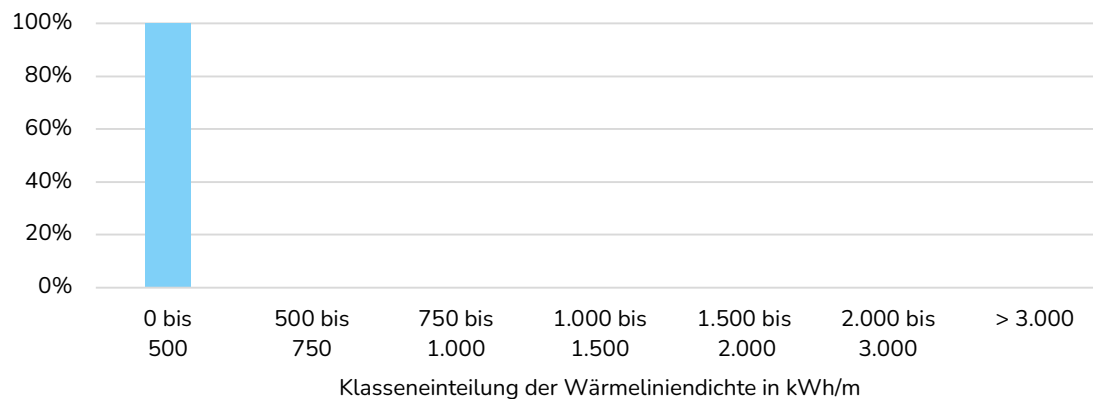 100%
80%
60%
40%
20%
0%
0 bis 500 bis 750 bis 1.000 bis 1.500 bis 2.000 bis > 3.000
500 750 1.000 1.500 2.000 3.000
Klasseneinteilung der Wärmeliniendichte in kWh/m